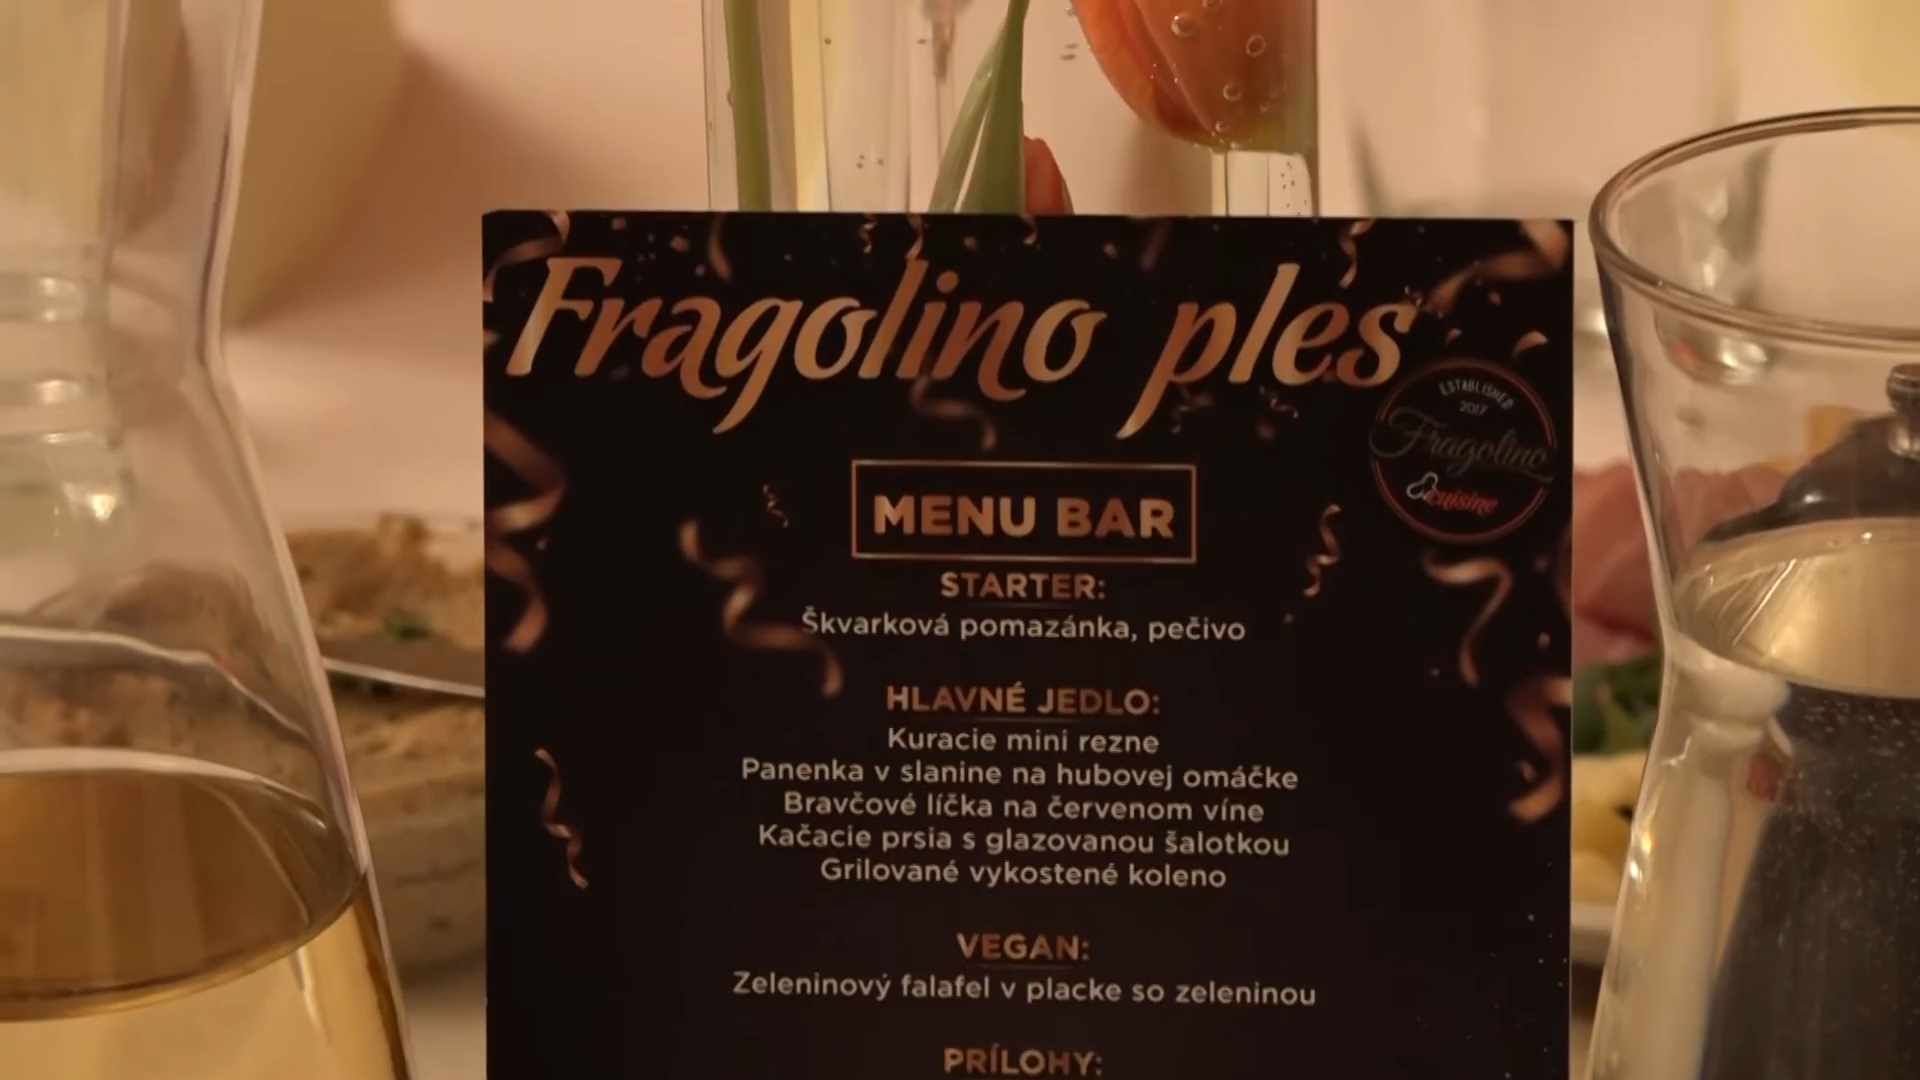 Fragolino ples
ESTABLISHED
2017
Fragolino
cuisine
MENU BAR
STARTER:
Škvarková pomazánka, pečivo
HLAVNÉ JEDLO:
Kuracie mini rezne
Panenka v slanine na hubovej omáčke
Bravčové líčka na červenom víne
Kačacie prsia s glazovanou šalotkou
Grilované vykostené koleno
VEGAN:
Zeleninový falafel v placke so zeleninou
PRÍLOHY: